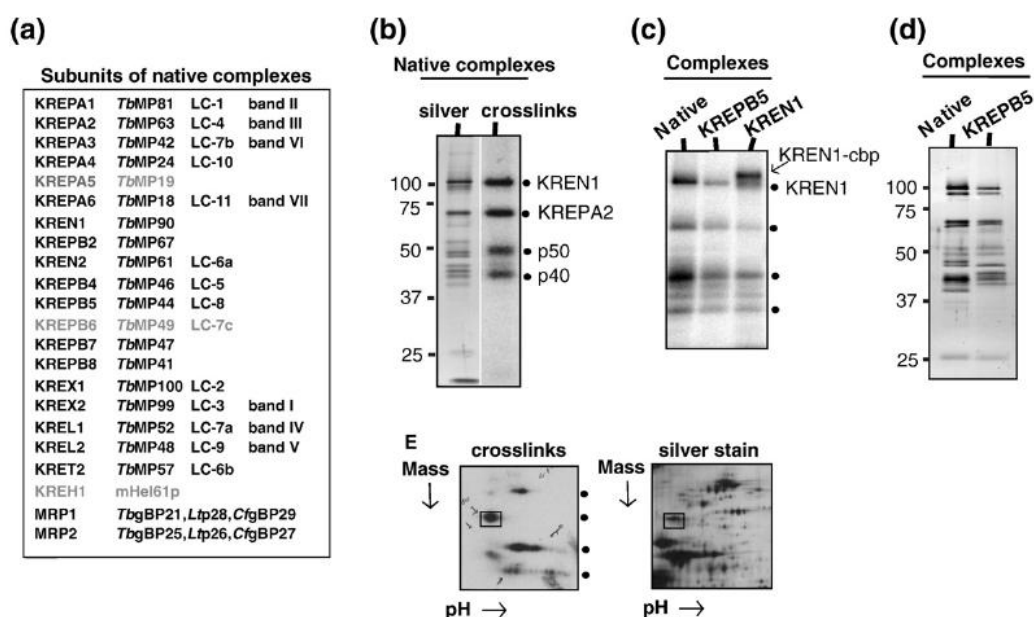 (a)
Subunits of native complexes
KREPA1 TbMP81 LC-1 band II
KREPA2 TbMP63 LC-4 band III
KREPA3 TbMP42 LC-7b band VI
KREPA4 TbMP24 LC-10
KREPA5 TbMP19
KREPA6 TbMP18 LC-11 band VII
KREN1 TbMP90
KREPB2 TbMP67
KREN2 TbMP61 LC-6a
KREPB4 TbMP46 LC-5
KREPB5 TbMP44 LC-8
KREPB6 TbMP49 LC-7c
KREPB7 TbMP47
KREPB8 TbMP41
KREX1 TbMP100 LC-2
KREX2 TbMP99 LC-3 band I
KREL1 TbMP52 LC-7a band IV
KREL2 TbMP48 LC-9 band V
KRET2 TbMP57 LC-6b
KREH1 mHel61p
MRP1 TbgBP21,Ltp28,CfgBP29
MRP2 TbgBP25,Ltp26,CfgBP27
(b)
Native complexes
silver crosslinks
100
75
50
37
25
KREN1
KREPA2
p50
p40
(c)
Complexes
Native KREPB5 KREN1
KREN1-cbp
KREN1
(d)
Complexes
Native KREPB5
100
75
50
37
25
E
crosslinks
Mass
pH →
silver stain
Mass
pH →